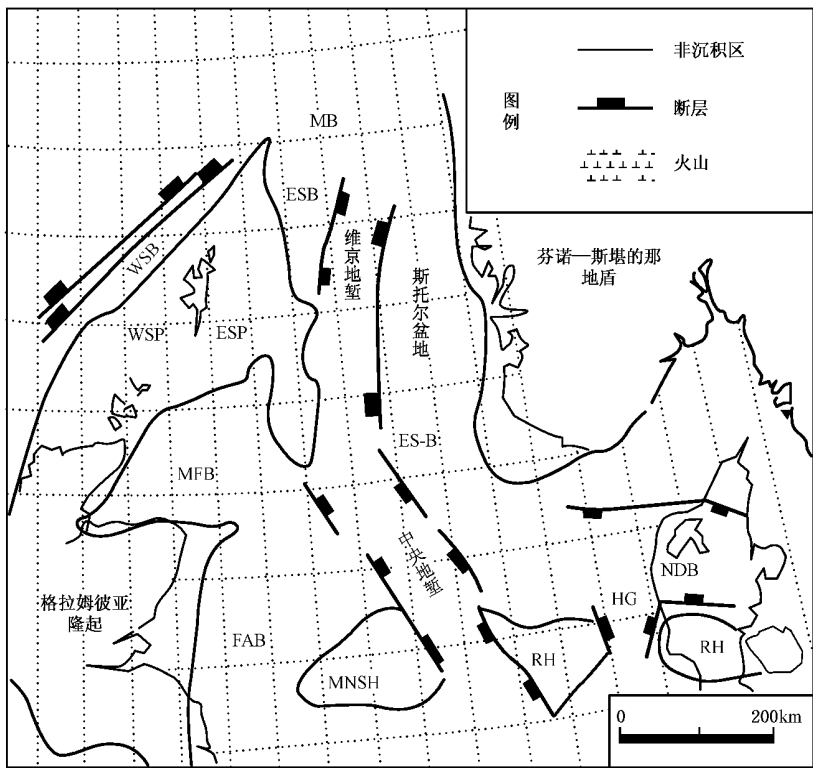 图
例
非沉积区
断层
火山
MB
ESB
WSB
维京地堑
斯托尔盆地
芬诺—斯堪的那
地盾
WSP
ESP
ES-B
MFB
中央地堑
NDB
HG
格拉姆彼亚
隆起
FAB
MNSH
RH
RH
0
200km